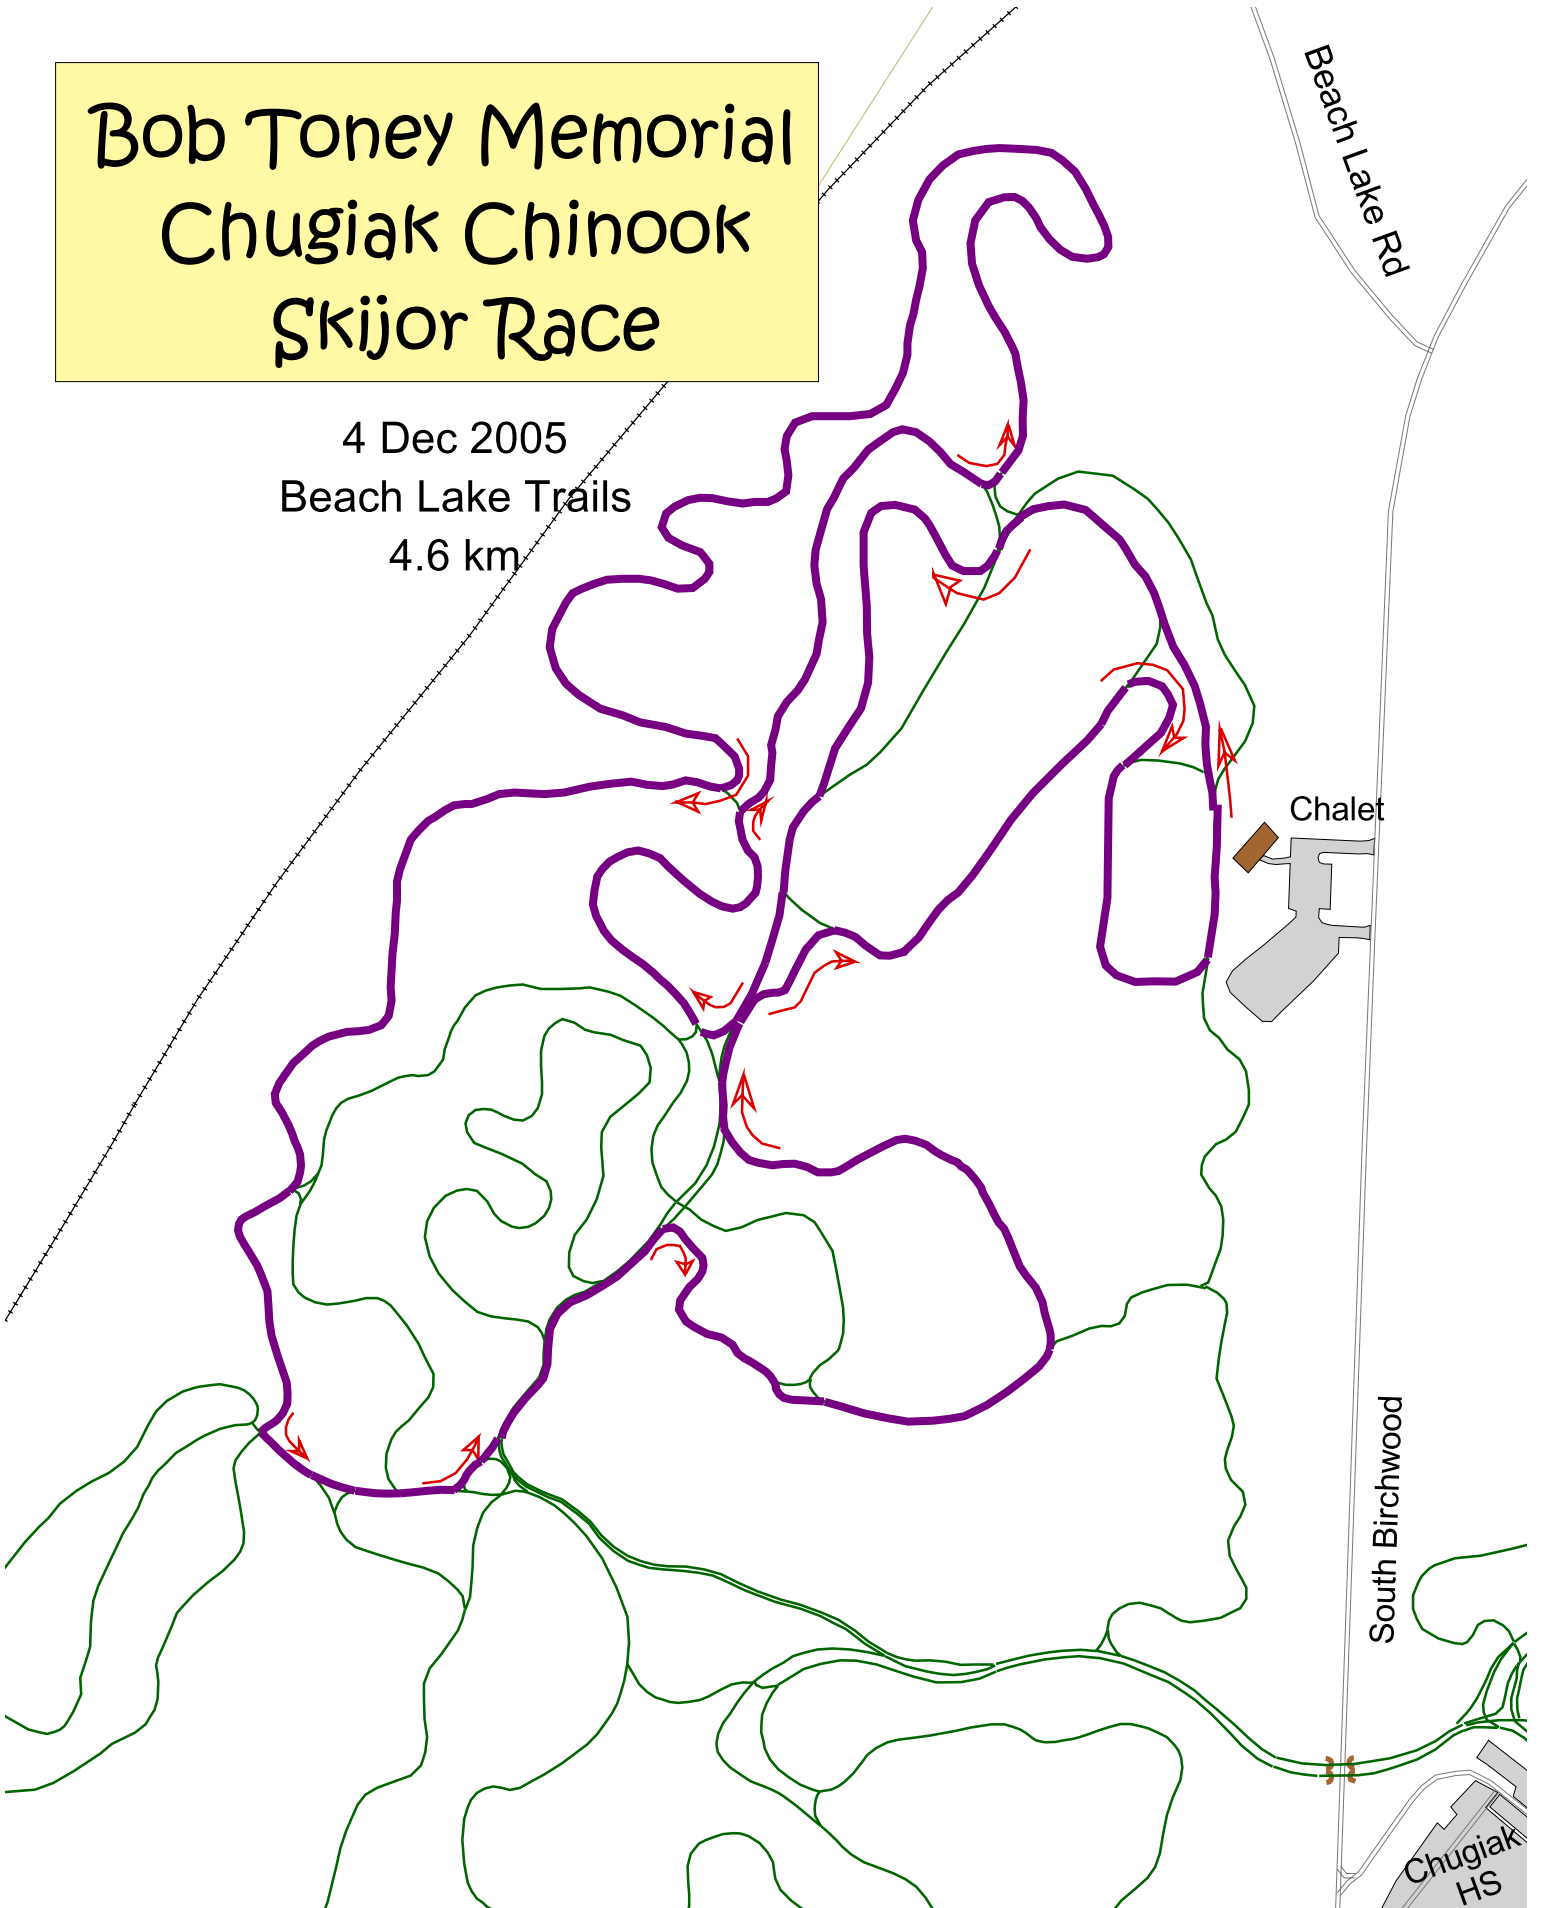 Bob Toney Memorial
Chugiak Chinook
Skijor Race
4 Dec 2005
Beach Lake Trails
4.6 km
Beach Lake Rd
Chalet
South Birchwood
Chugiak
HS